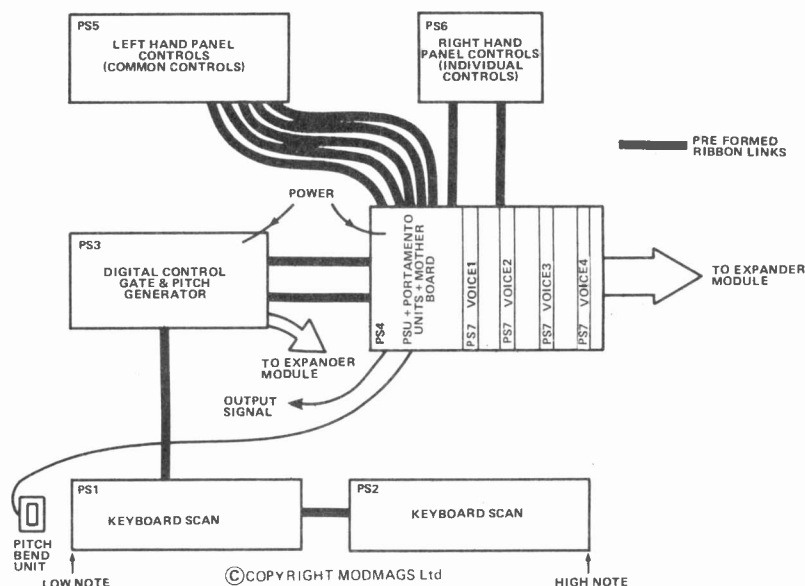 PS5
LEFT HAND PANEL
CONTROLS
(COMMON CONTROLS)
PS6
RIGHT HAND
PANEL CONTROLS
(INDIVIDUAL
CONTROLS)
PRE FORMED
RIBBON LINKS
POWER
PS3
DIGITAL CONTROL
GATE & PITCH
GENERATOR
PS4
PSU + PORTAMENTO
UNITS + MOTHER
BOARD
PS7 VOICE1
PS7 VOICE2
PS7 VOICE3
PS7 VOICE4
TO EXPANDER
MODULE
TO EXPANDER
MODULE
OUTPUT
SIGNAL
PS1
KEYBOARD SCAN
PS2
KEYBOARD SCAN
PITCH
BEND
UNIT
LOW NOTE
©COPYRIGHT MODMAGS Ltd
HIGH NOTE